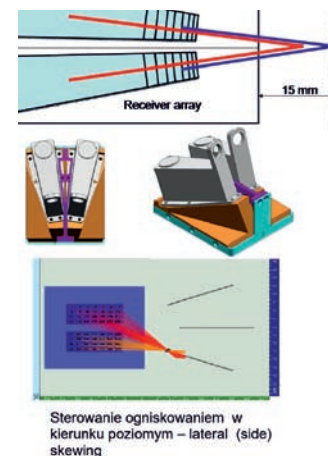 Receiver array
15 mm
Sterowanie ogniskowaniem w
kierunku poziomym – lateral (side)
skewing